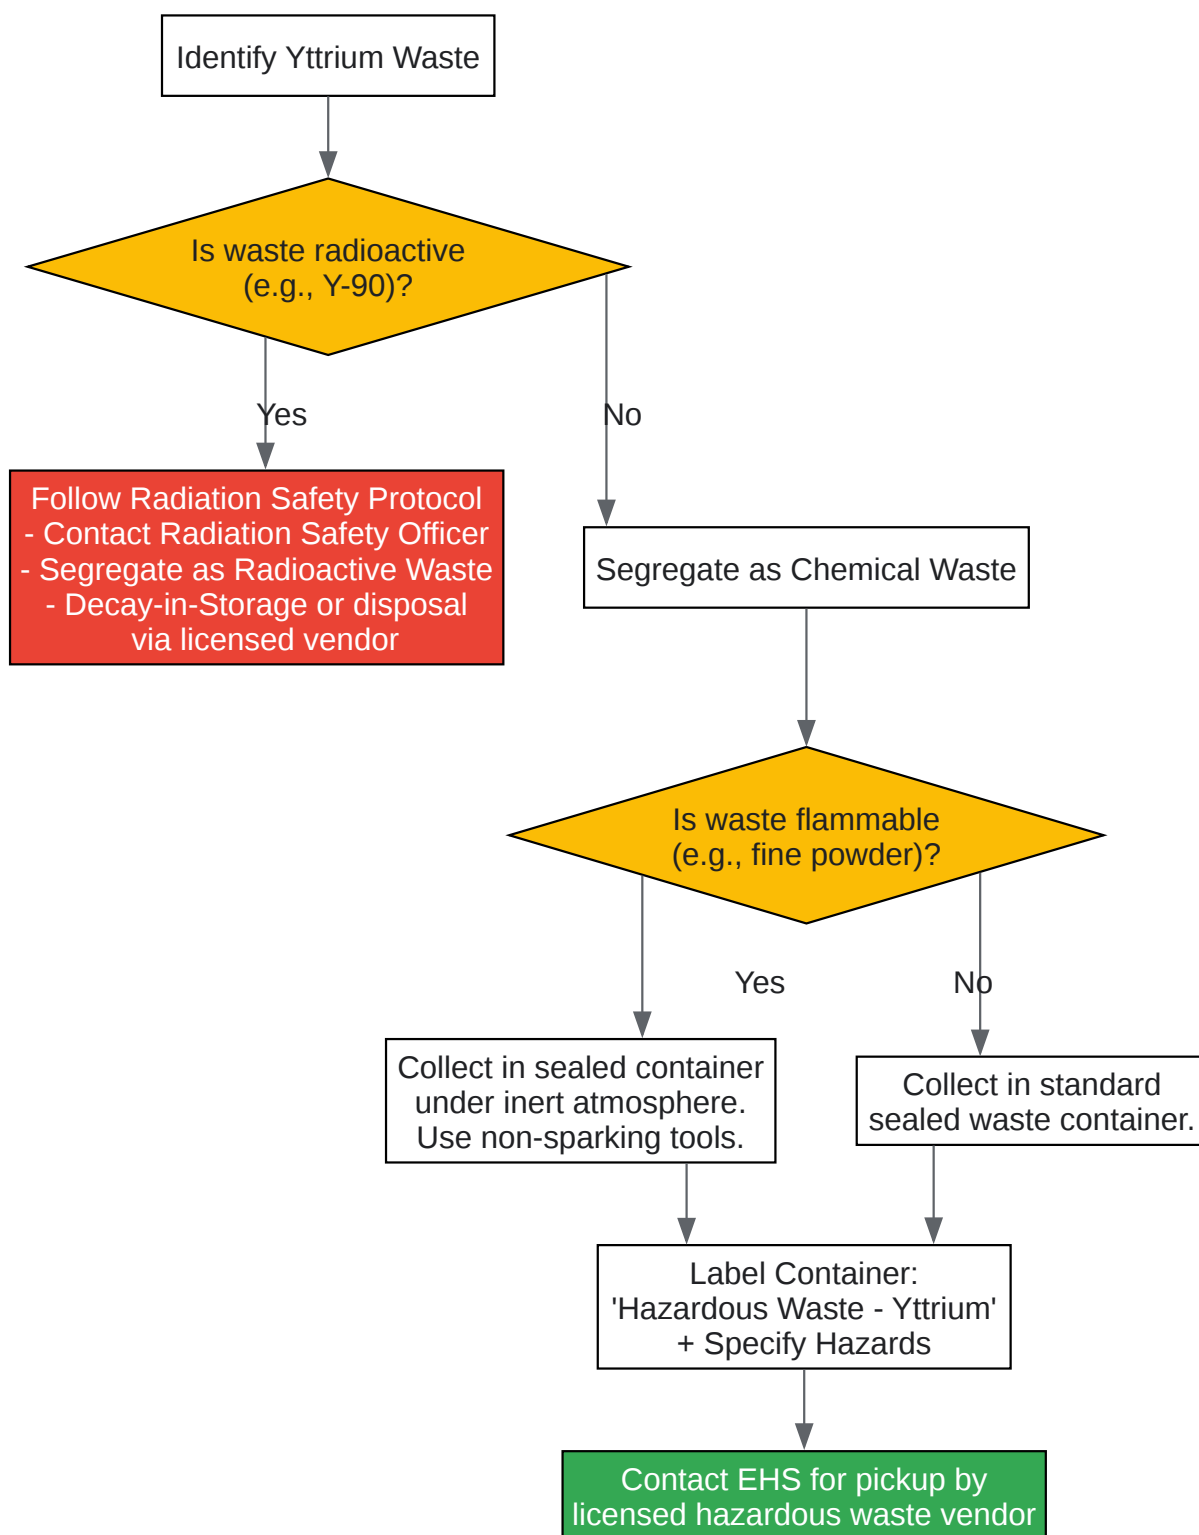 Identify Yttrium Waste
Is waste radioactive
(e.g., Y-90)?
Yes
No
Follow Radiation Safety Protocol
- Contact Radiation Safety Officer
- Segregate as Radioactive Waste
- Decay-in-Storage or disposal
via licensed vendor
Segregate as Chemical Waste
Is waste flammable
(e.g., fine powder)?
Yes
No
Collect in sealed container
under inert atmosphere.
Use non-sparking tools.
Collect in standard
sealed waste container.
Label Container:
'Hazardous Waste - Yttrium'
+ Specify Hazards
Contact EHS for pickup by
licensed hazardous waste vendor